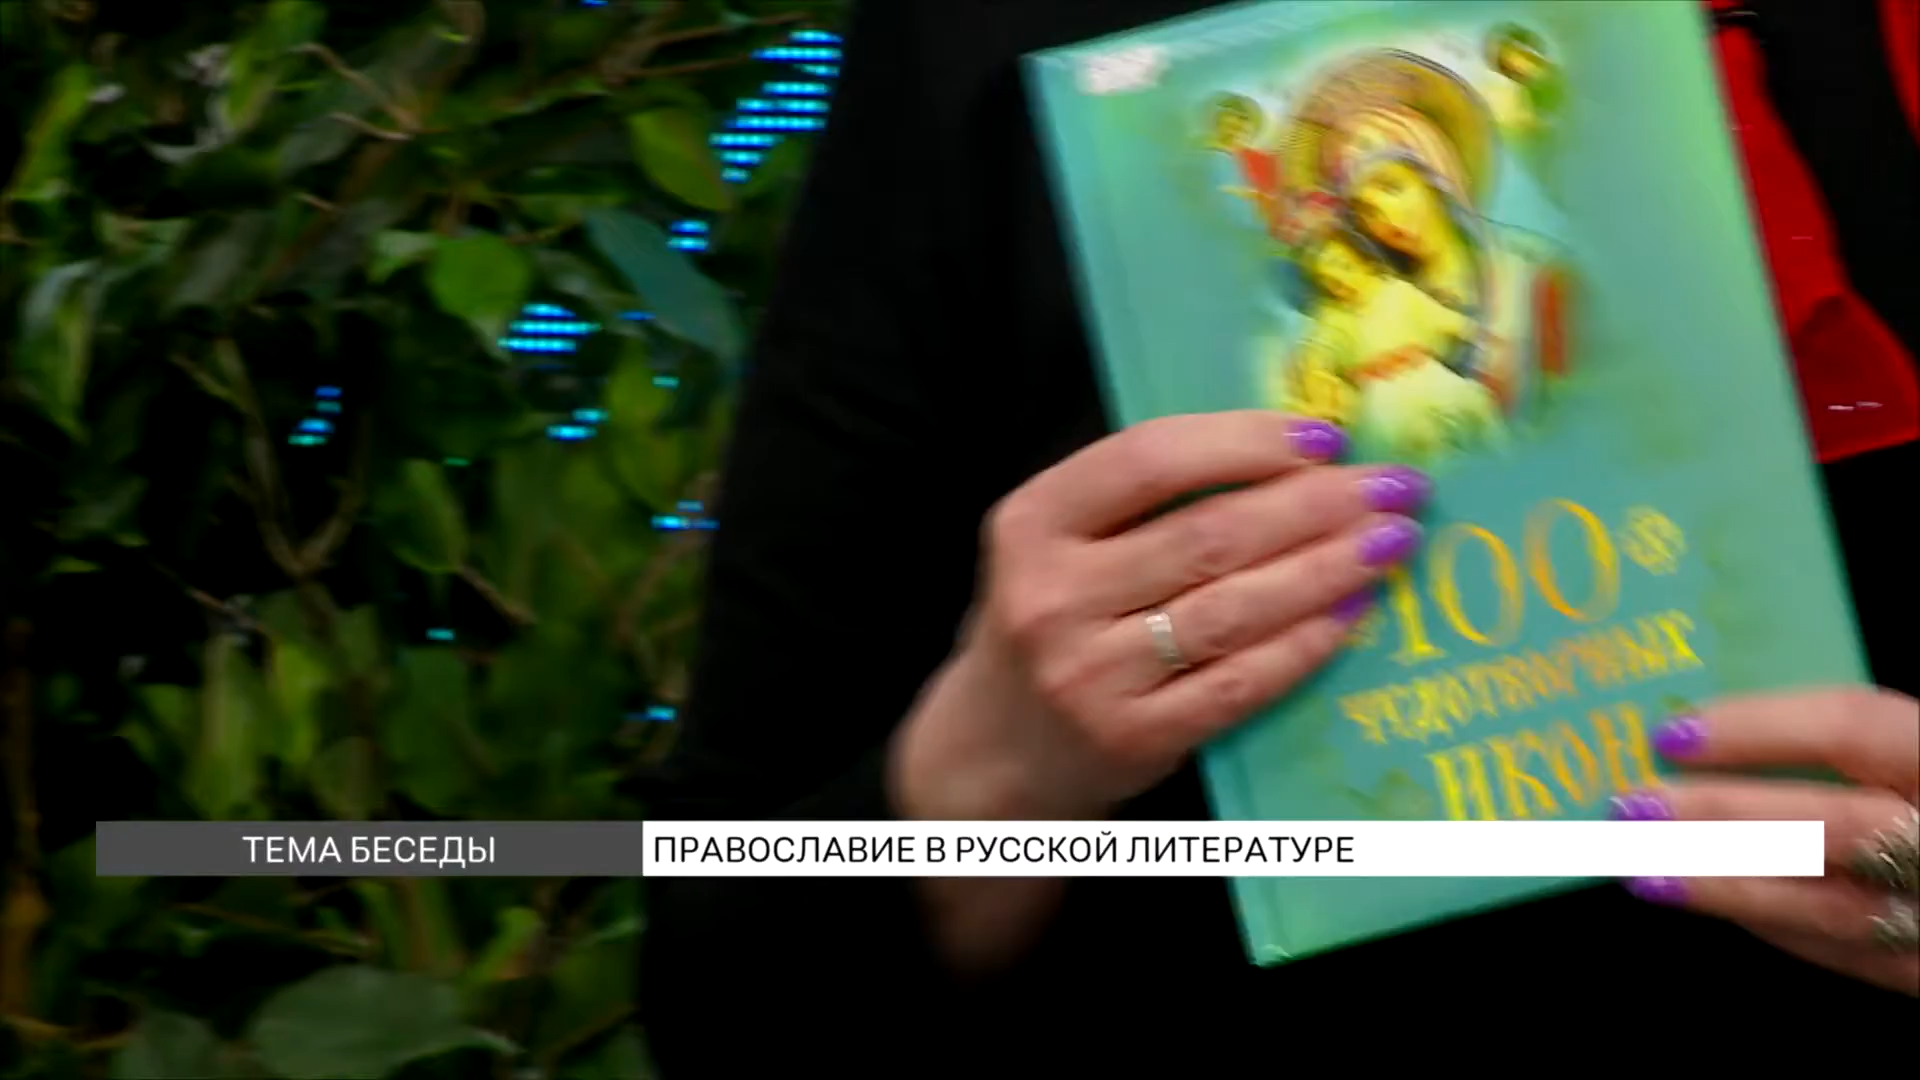 100
ЧУДОТВОРНЫХ
ИКОН
ТЕМА БЕСЕДЫ
ПРАВОСЛАВИЕ В РУССКОЙ ЛИТЕРАТУРЕ